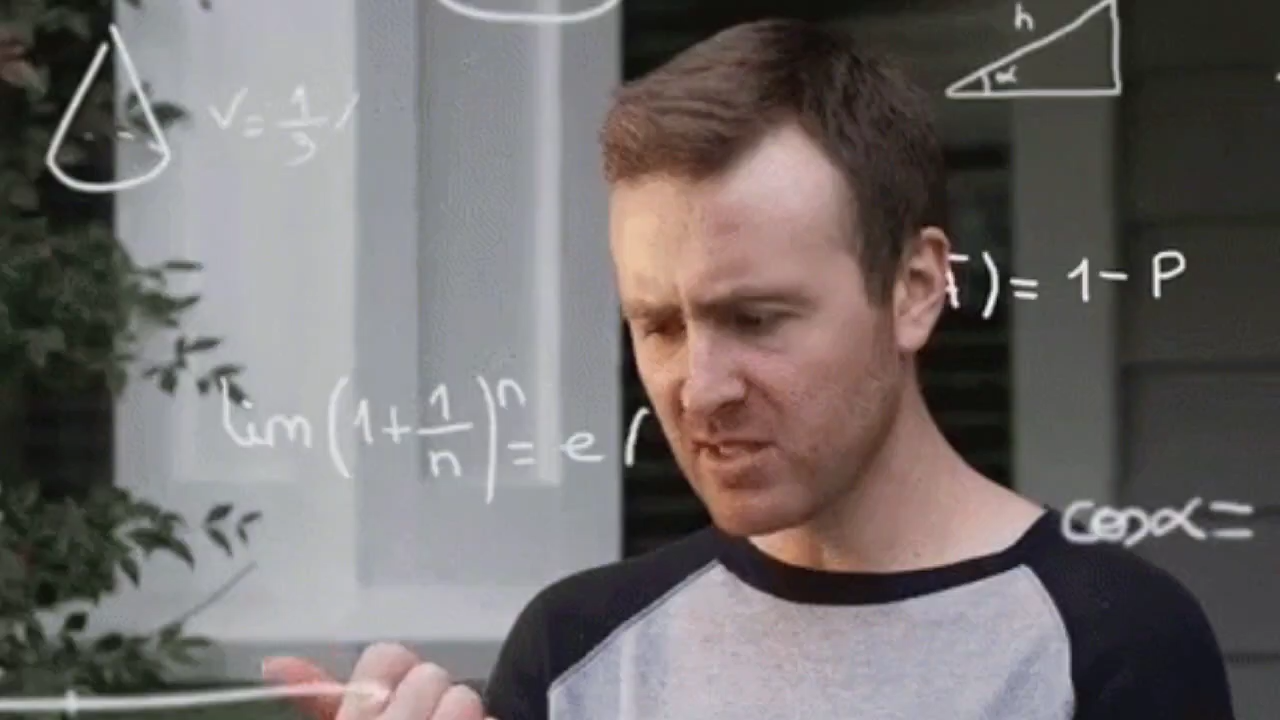 h
α
V = 1/3
) = 1 - P
lim (1 + 1/n)^n = e (
cos α =